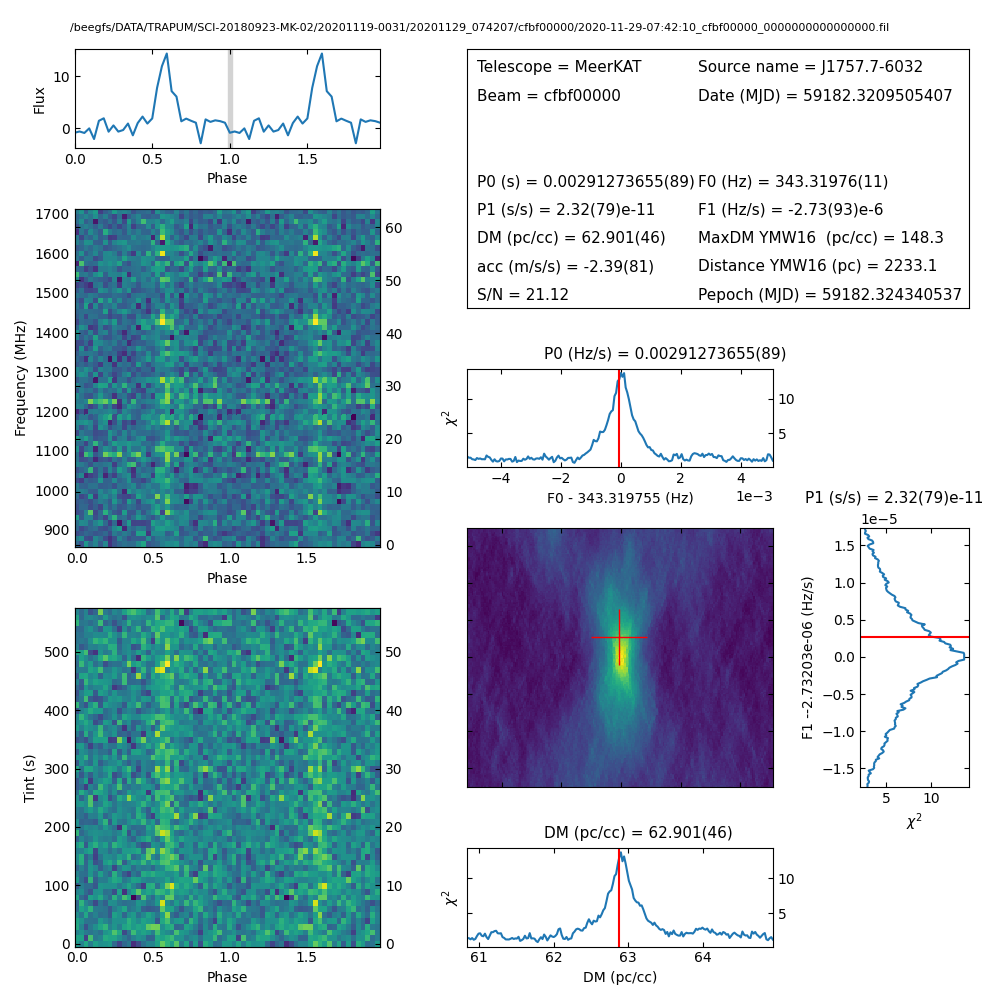 /beegfs/DATA/TRAPUM/SCI-20180923-MK-02/20201119-0031/20201129_074207/cfbf00000/2020-11-29-07:42:10_cfbf00000_0000000000000000.fil
Flux
10
0
0.0 0.5 1.0 1.5
Phase
Telescope = MeerKAT Source name = J1757.7-6032
Beam = cfbf00000 Date (MJD) = 59182.3209505407
P0 (s) = 0.00291273655(89) F0 (Hz) = 343.31976(11)
P1 (s/s) = 2.32(79)e-11 F1 (Hz/s) = -2.73(93)e-6
DM (pc/cc) = 62.901(46) MaxDM YMW16 (pc/cc) = 148.3
acc (m/s/s) = -2.39(81) Distance YMW16 (pc) = 2233.1
S/N = 21.12 Pepoch (MJD) = 59182.324340537
Frequency (MHz)
1700
1600
1500
1400
1300
1200
1100
1000
900
60
50
40
30
20
10
0
0.0 0.5 1.0 1.5
Phase
P0 (Hz/s) = 0.00291273655(89)
χ²
10
5
−4 −2 0 2 4
F0 - 343.319755 (Hz) 1e−3
P1 (s/s) = 2.32(79)e-11
1e−5
F1 --2.73203e-06 (Hz/s)
1.5
1.0
0.5
0.0
−0.5
−1.0
−1.5
5 10
χ²
Tint (s)
500
400
300
200
100
0
50
40
30
20
10
0
0.0 0.5 1.0 1.5
Phase
DM (pc/cc) = 62.901(46)
χ²
10
5
61 62 63 64
DM (pc/cc)